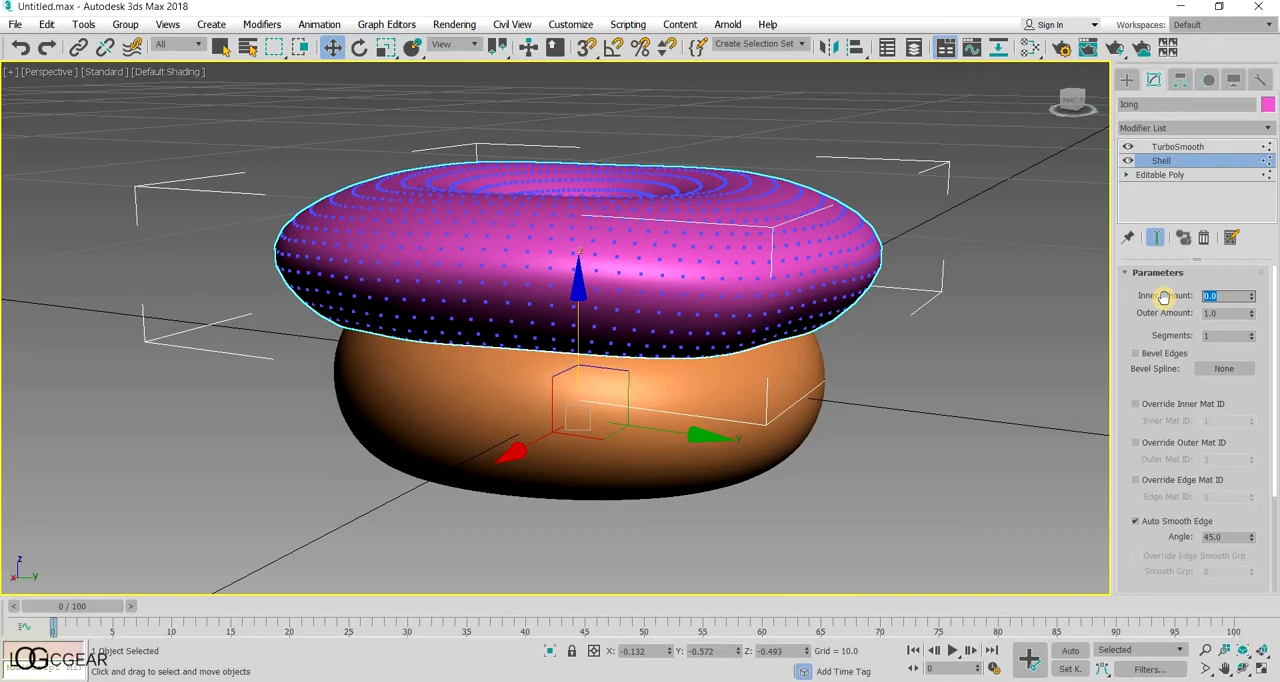 Untitled.max - Autodesk 3ds Max 2018
File Edit Tools Group Views Create Modifiers Animation Graph Editors Rendering Civil View Customize Scripting Content Arnold Help
Sign In Workspaces: Default
All View Create Selection Set
[+] [Perspective ] [Standard ] [Default Shading ]
Icing
Modifier List
TurboSmooth
Shell
Editable Poly
Parameters
Inner Amount: 0.0
Outer Amount: 1.0
Segments: 1
Bevel Edges
Bevel Spline: None
Override Inner Mat ID
Inner Mat ID: 1
Override Outer Mat ID
Outer Mat ID: 3
Override Edge Mat ID
Edge Mat ID: 1
Auto Smooth Edge
Angle: 45.0
Override Edge Smooth Grp
Smooth Grp: 0
z
y
z
x y
< 0 / 100 >
0 5 10 15 20 25 30 35 40 45 50 55 60 65 70 75 80 85 90 95 100
1 Object Selected
X: -0.132 Y: -0.572 Z: -0.493 Grid = 10.0
Auto Selected
LOGCGEAR
Click and drag to select and move objects
Add Time Tag
0
Set K. Filters...